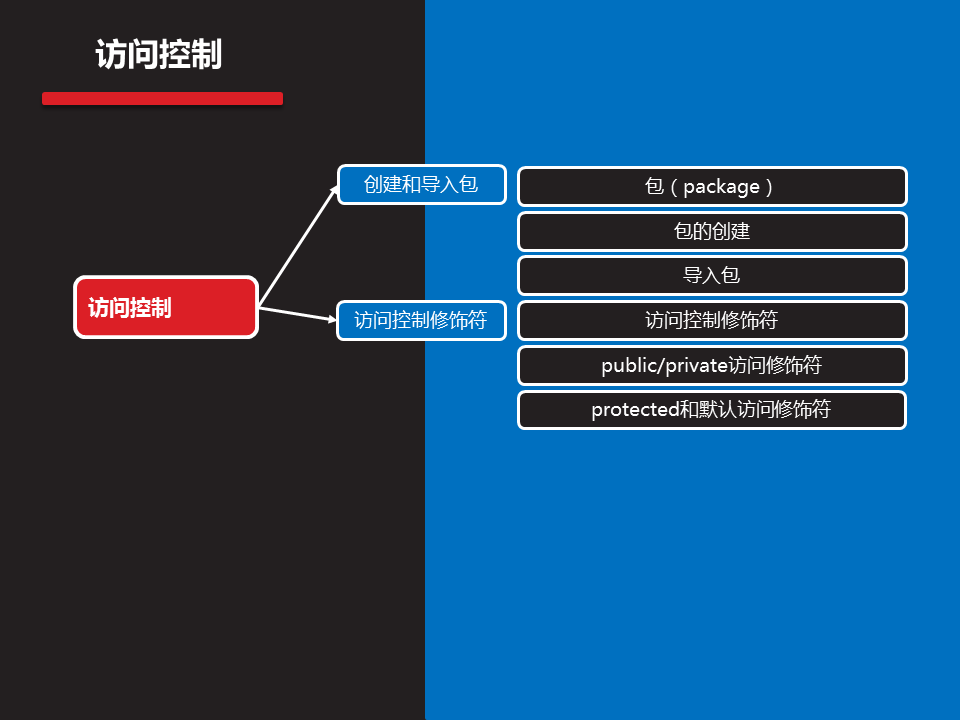 访问控制
创建和导入包
包（package）
包的创建
导入包
访问控制
访问控制修饰符
访问控制修饰符
public/private访问修饰符
protected和默认访问修饰符